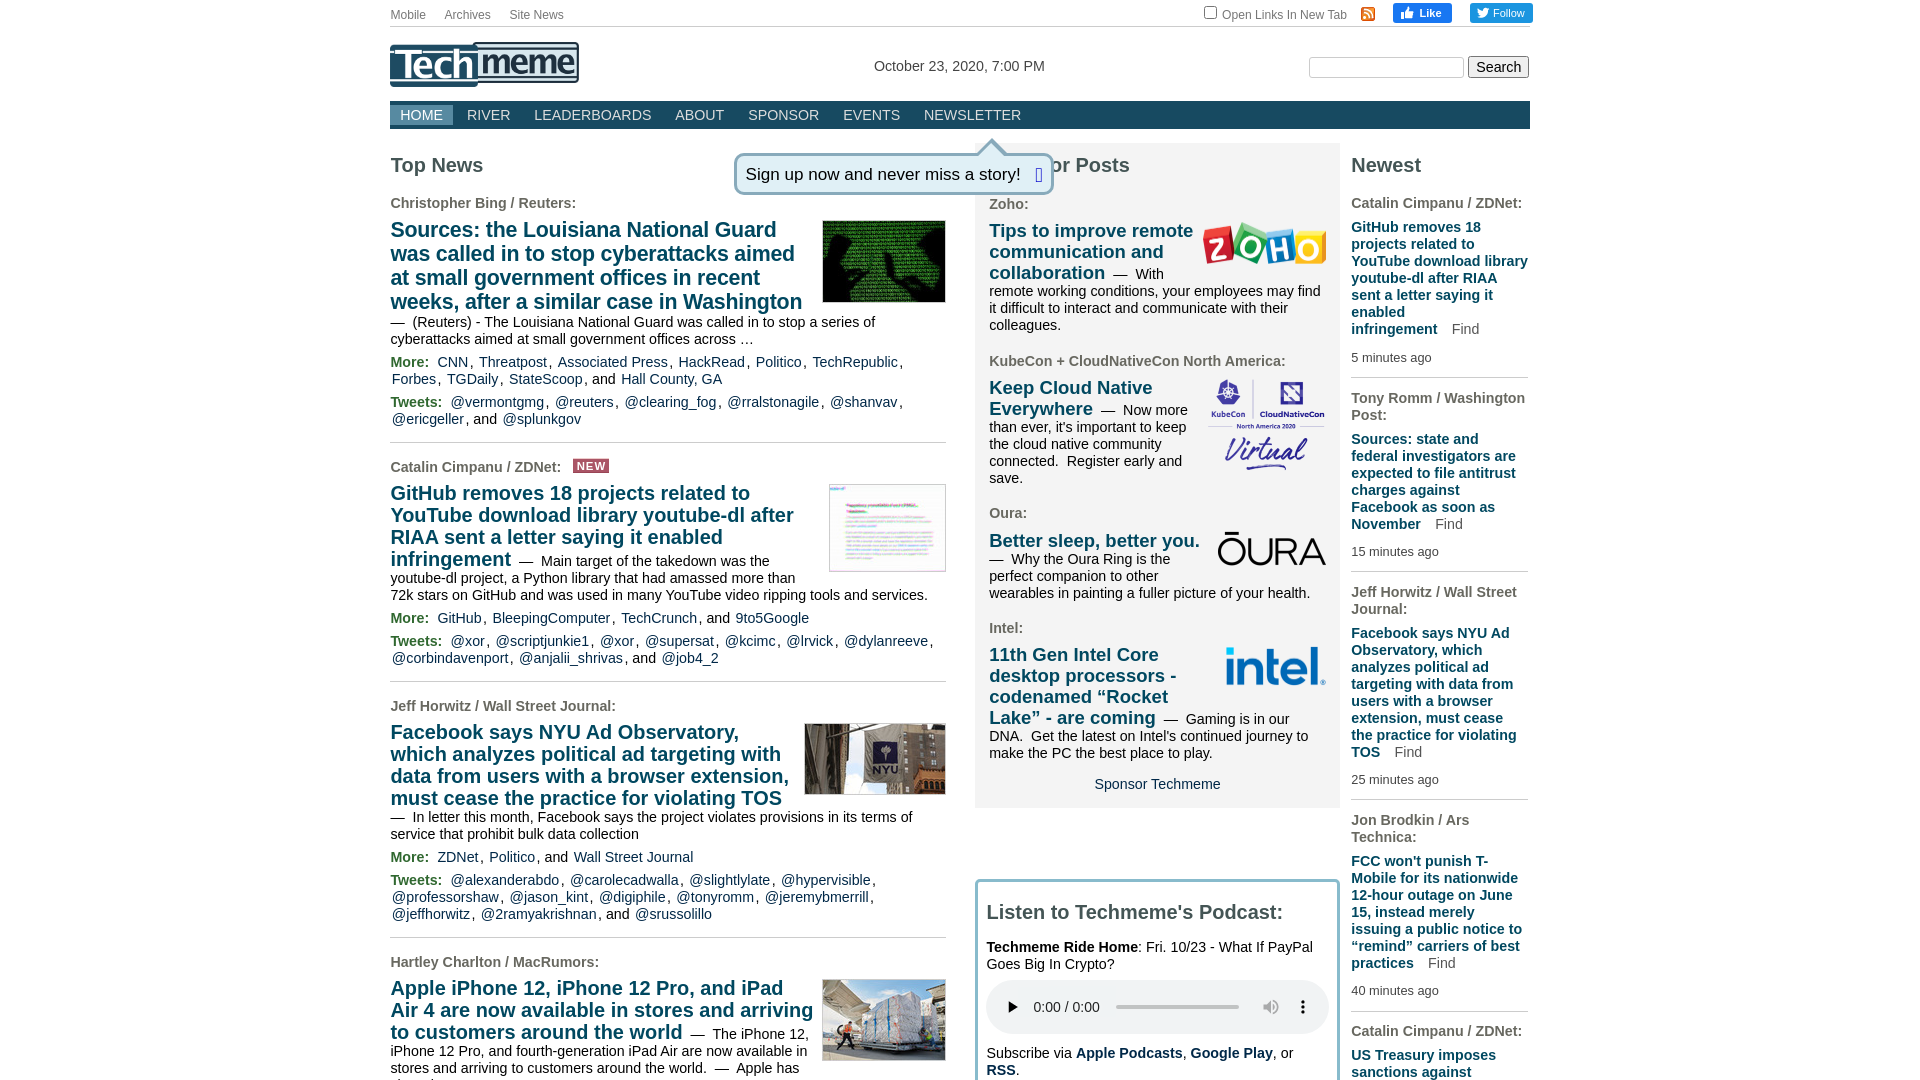 Mobile Archives Site News
Open Links In New Tab
Like
Follow
Techmeme
October 23, 2020, 7:00 PM
Search
HOME RIVER LEADERBOARDS ABOUT SPONSOR EVENTS NEWSLETTER
Sign up now and never miss a story!
Top News
Christopher Bing / Reuters:
Sources: the Louisiana National Guard
was called in to stop cyberattacks aimed
at small government offices in recent
weeks, after a similar case in Washington
— (Reuters) - The Louisiana National Guard was called in to stop a series of
cyberattacks aimed at small government offices across …
More: CNN, Threatpost, Associated Press, HackRead, Politico, TechRepublic,
Forbes, TGDaily, StateScoop, and Hall County, GA
Tweets: @vermontgmg, @reuters, @clearing_fog, @rralstonagile, @shanvav,
@ericgeller, and @splunkgov
Catalin Cimpanu / ZDNet: NEW
GitHub removes 18 projects related to
YouTube download library youtube-dl after
RIAA sent a letter saying it enabled
infringement — Main target of the takedown was the
youtube-dl project, a Python library that had amassed more than
72k stars on GitHub and was used in many YouTube video ripping tools and services.
More: GitHub, BleepingComputer, TechCrunch, and 9to5Google
Tweets: @xor, @scriptjunkie1, @xor, @supersat, @kcimc, @lrvick, @dylanreeve,
@corbindavenport, @anjalii_shrivas, and @job4_2
Jeff Horwitz / Wall Street Journal:
Facebook says NYU Ad Observatory,
which analyzes political ad targeting with
data from users with a browser extension,
must cease the practice for violating TOS
NYU
— In letter this month, Facebook says the project violates provisions in its terms of
service that prohibit bulk data collection
More: ZDNet, Politico, and Wall Street Journal
Tweets: @alexanderabdo, @carolecadwalla, @slightlylate, @hypervisible,
@professorshaw, @jason_kint, @digiphile, @tonyromm, @jeremybmerrill,
@jeffhorwitz, @2ramyakrishnan, and @srussolillo
Hartley Charlton / MacRumors:
Apple iPhone 12, iPhone 12 Pro, and iPad
Air 4 are now available in stores and arriving
to customers around the world — The iPhone 12,
iPhone 12 Pro, and fourth-generation iPad Air are now available in
stores and arriving to customers around the world. — Apple has
or Posts
Zoho:
Tips to improve remote
communication and
collaboration — With
ZOHO
remote working conditions, your employees may find
it difficult to interact and communicate with their
colleagues.
KubeCon + CloudNativeCon North America:
Keep Cloud Native
Everywhere — Now more
than ever, it's important to keep
the cloud native community
connected. Register early and
save.
KubeCon CloudNativeCon
North America 2020
Virtual
Oura:
Better sleep, better you.
— Why the Oura Ring is the
perfect companion to other
wearables in painting a fuller picture of your health.
ŌURA
Intel:
11th Gen Intel Core
desktop processors -
codenamed “Rocket
Lake” - are coming — Gaming is in our
DNA. Get the latest on Intel's continued journey to
make the PC the best place to play.
intel®
Sponsor Techmeme
Listen to Techmeme's Podcast:
Techmeme Ride Home: Fri. 10/23 - What If PayPal
Goes Big In Crypto?
0:00 / 0:00
Subscribe via Apple Podcasts, Google Play, or
RSS.
Newest
Catalin Cimpanu / ZDNet:
GitHub removes 18
projects related to
YouTube download library
youtube-dl after RIAA
sent a letter saying it
enabled
infringement Find
5 minutes ago
Tony Romm / Washington
Post:
Sources: state and
federal investigators are
expected to file antitrust
charges against
Facebook as soon as
November Find
15 minutes ago
Jeff Horwitz / Wall Street
Journal:
Facebook says NYU Ad
Observatory, which
analyzes political ad
targeting with data from
users with a browser
extension, must cease
the practice for violating
TOS Find
25 minutes ago
Jon Brodkin / Ars
Technica:
FCC won't punish T-
Mobile for its nationwide
12-hour outage on June
15, instead merely
issuing a public notice to
“remind” carriers of best
practices Find
40 minutes ago
Catalin Cimpanu / ZDNet:
US Treasury imposes
sanctions against